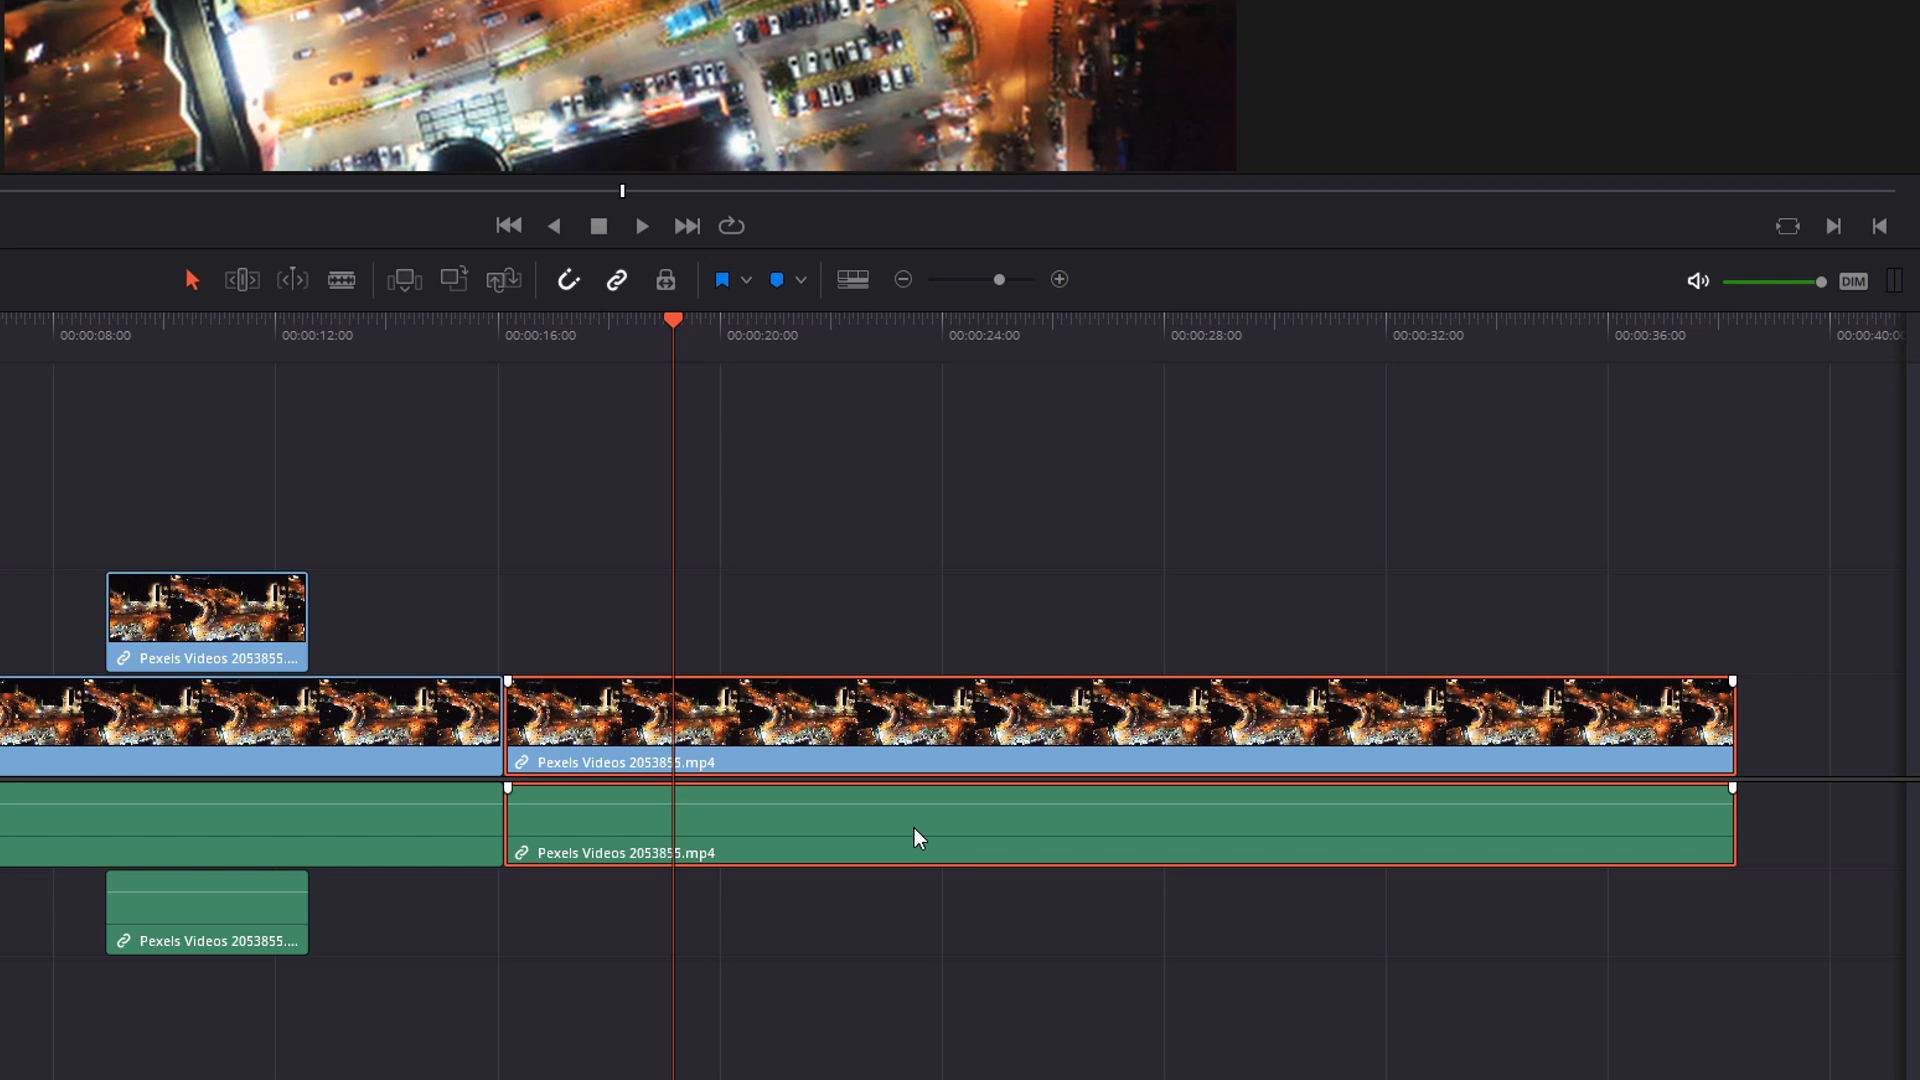 DIM
00:00:08:00
00:00:12:00
00:00:16:00
00:00:20:00
00:00:24:00
00:00:28:00
00:00:32:00
00:00:36:00
00:00:40:00
Pexels Videos 2053855....
Pexels Videos 2053855.mp4
Pexels Videos 2053855.mp4
Pexels Videos 2053855....